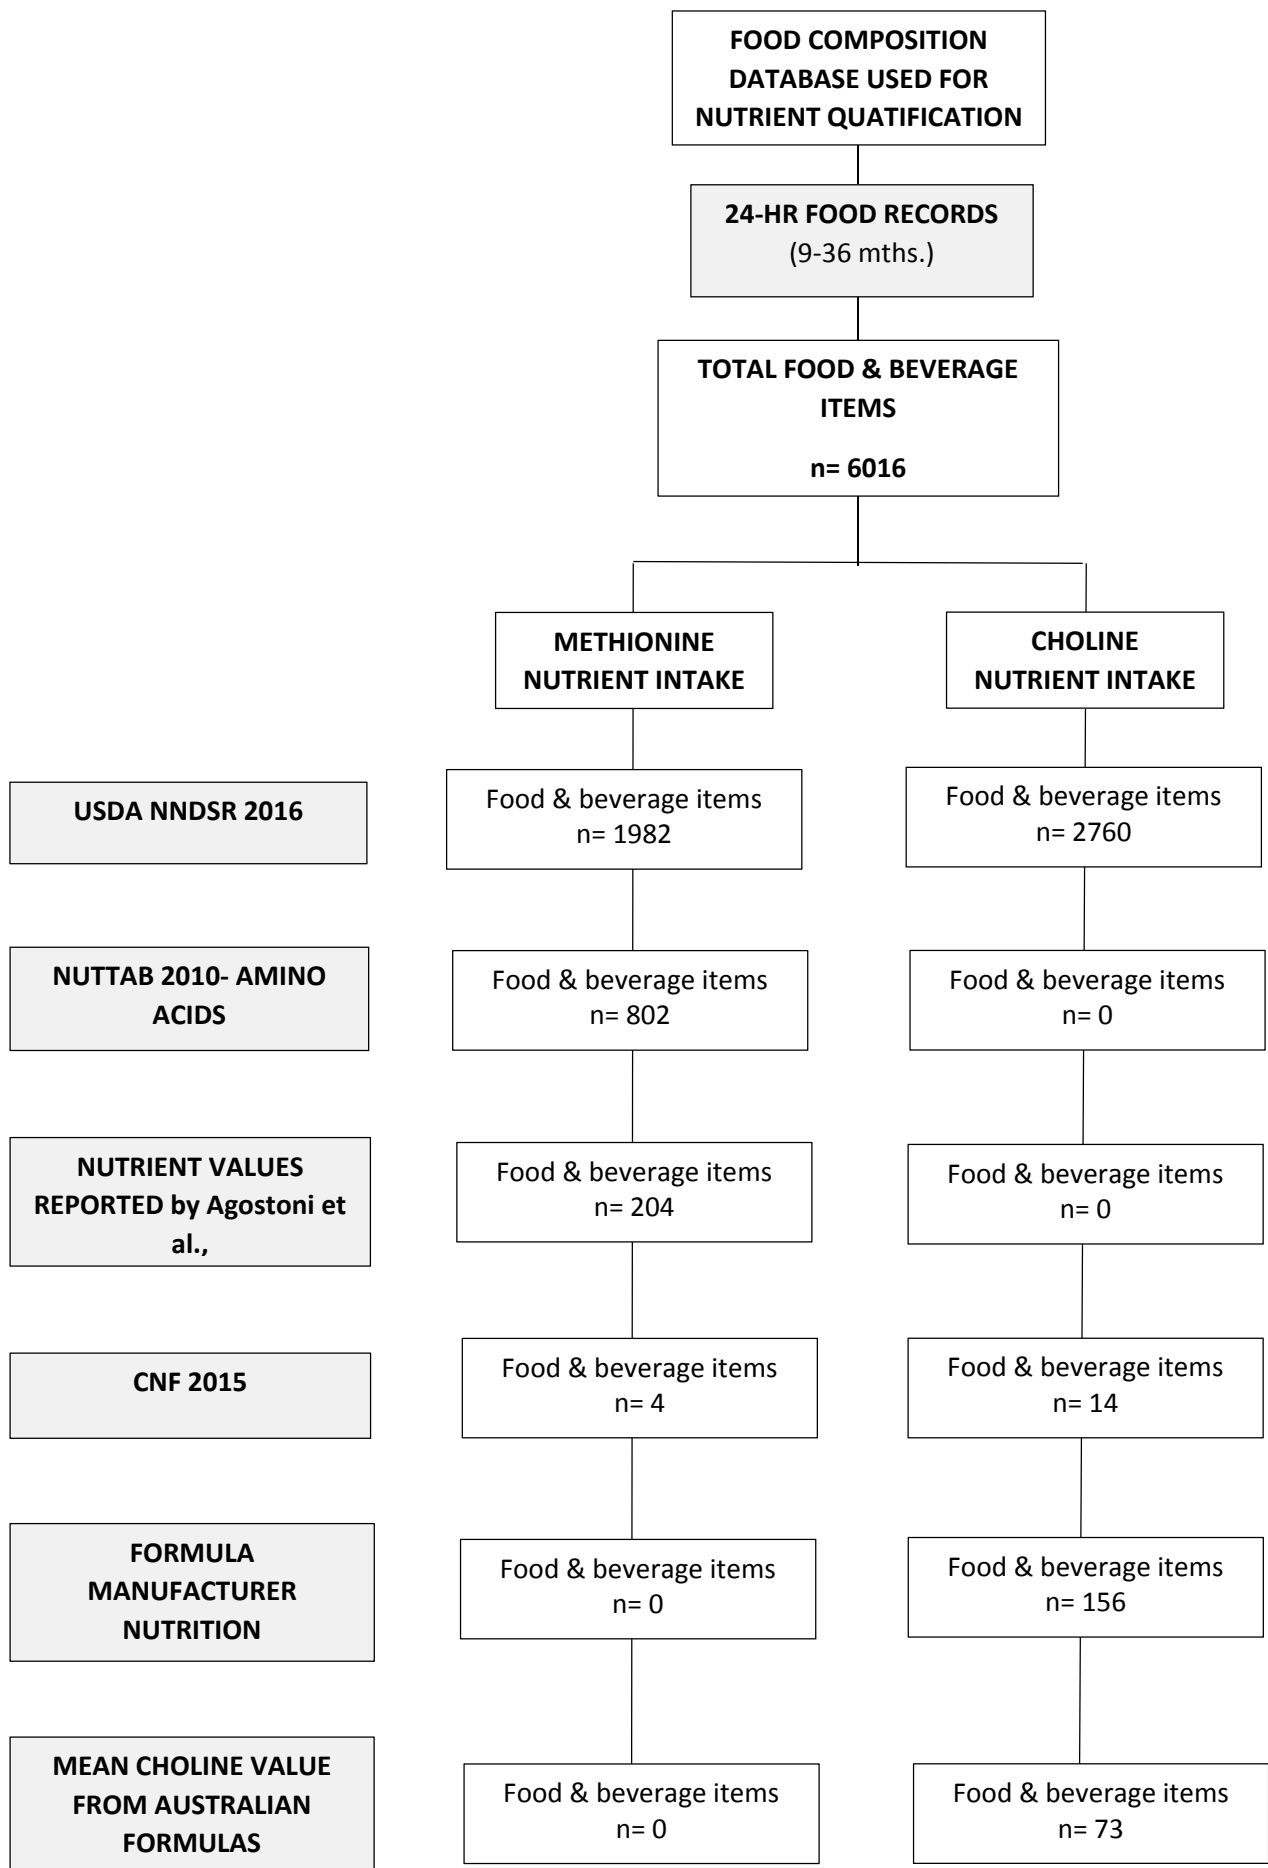 FOOD COMPOSITION
DATABASE USED FOR
NUTRIENT QUATIFICATION
24-HR FOOD RECORDS
(9-36 mths.)
TOTAL FOOD & BEVERAGE
ITEMS
n= 6016
METHIONINE
NUTRIENT INTAKE
CHOLINE
NUTRIENT INTAKE
USDA NNDSR 2016
Food & beverage items
n= 1982
Food & beverage items
n= 2760
NUTTAB 2010- AMINO
ACIDS
Food & beverage items
n= 802
Food & beverage items
n= 0
NUTRIENT VALUES
REPORTED by Agostoni et
al.,
Food & beverage items
n= 204
Food & beverage items
n= 0
CNF 2015
Food & beverage items
n= 4
Food & beverage items
n= 14
FORMULA
MANUFACTURER
NUTRITION
Food & beverage items
n= 0
Food & beverage items
n= 156
MEAN CHOLINE VALUE
FROM AUSTRALIAN
FORMULAS
Food & beverage items
n= 0
Food & beverage items
n= 73